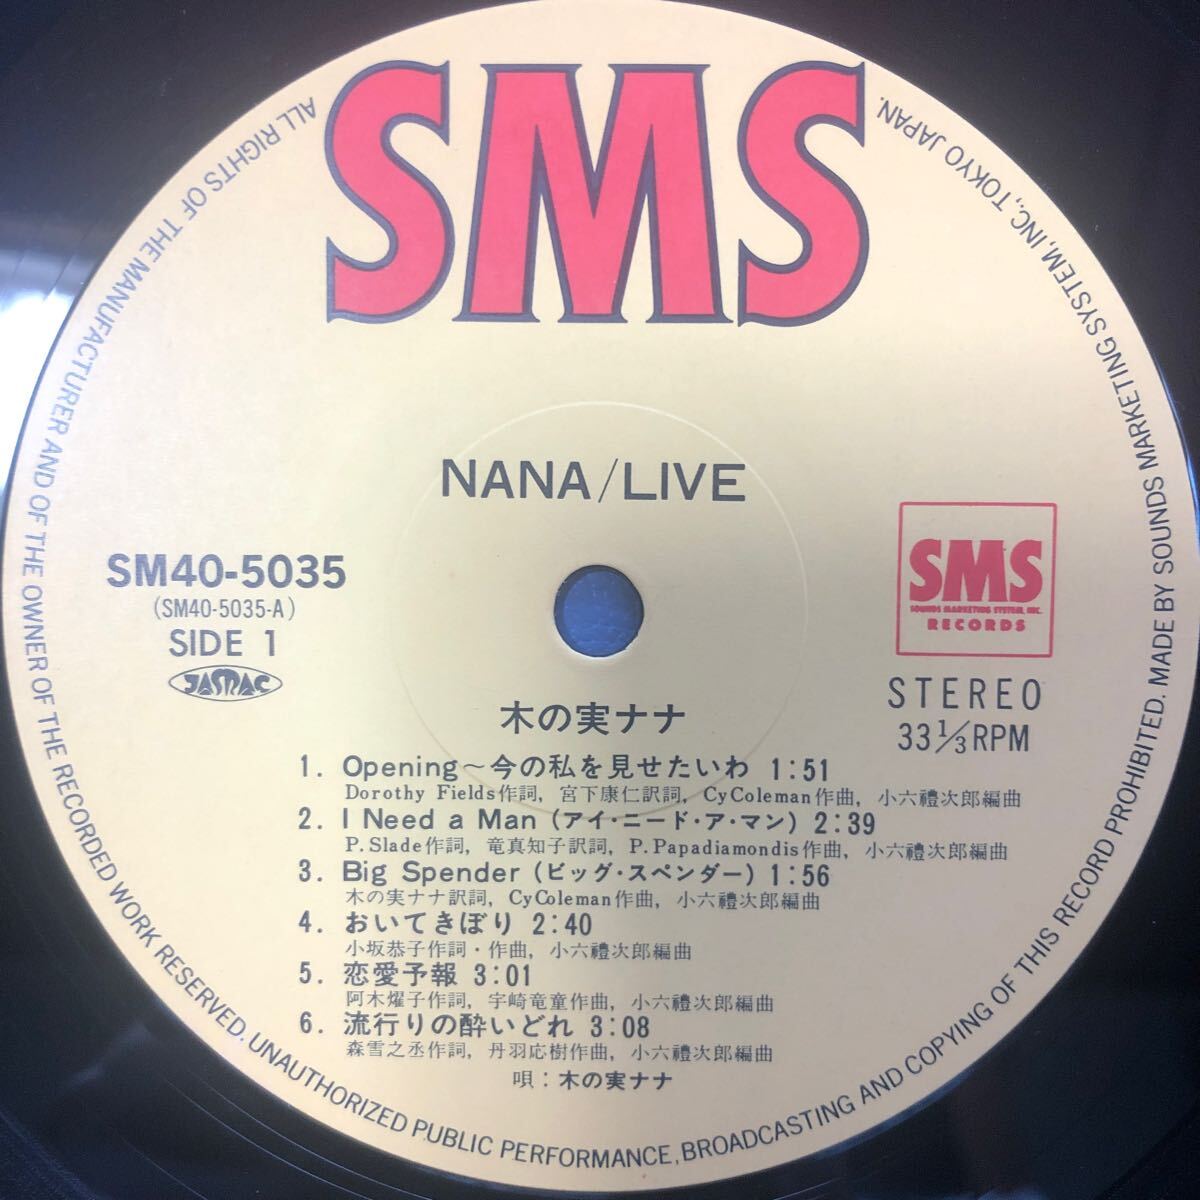 SMS
NANA/LIVE
SM40-5035
(SM40-5035-A)
SIDE 1
JASRAC
SMS
SOUNDS MARKETING SYSTEM, INC.
RECORDS
STEREO
33 1/3 RPM
木の実ナナ
1. Opening～今の私を見せたいわ 1:51
Dorothy Fields作詞, 宮下康仁訳詞, CyColeman作曲, 小六禮次郎編曲
2. I Need a Man (アイ・ニード・ア・マン) 2:39
P.Slade作詞, 竜真知子訳詞, P.Papadiamondis作曲, 小六禮次郎編曲
3. Big Spender (ビッグ・スペンダー) 1:56
木の実ナナ訳詞, CyColeman作曲, 小六禮次郎編曲
4. おいてきぼり 2:40
小坂恭子作詞・作曲, 小六禮次郎編曲
5. 恋愛予報 3:01
阿木燿子作詞, 宇崎竜童作曲, 小六禮次郎編曲
6. 流行りの酔いどれ 3:08
森雪之丞作詞, 丹羽応樹作曲, 小六禮次郎編曲
唄：木の実ナナ
ALL RIGHTS OF THE MANUFACTURER AND OF THE OWNER OF THE RECORDED WORK RESERVED. UNAUTHORIZED PUBLIC PERFORMANCE, BROADCASTING AND COPYING OF THIS RECORD PROHIBITED. MADE BY SOUNDS MARKETING SYSTEM, INC., TOKYO JAPAN.